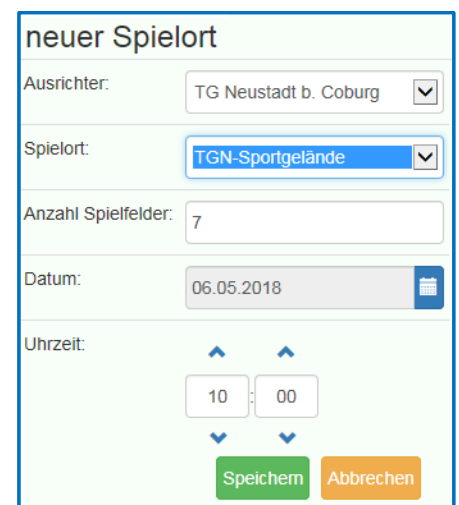 neuer Spielort
Ausrichter: TG Neustadt b. Coburg
Spielort: TGN-Sportgelände
Anzahl Spielfelder: 7
Datum: 06.05.2018
Uhrzeit:
10 : 00
Speichern Abbrechen